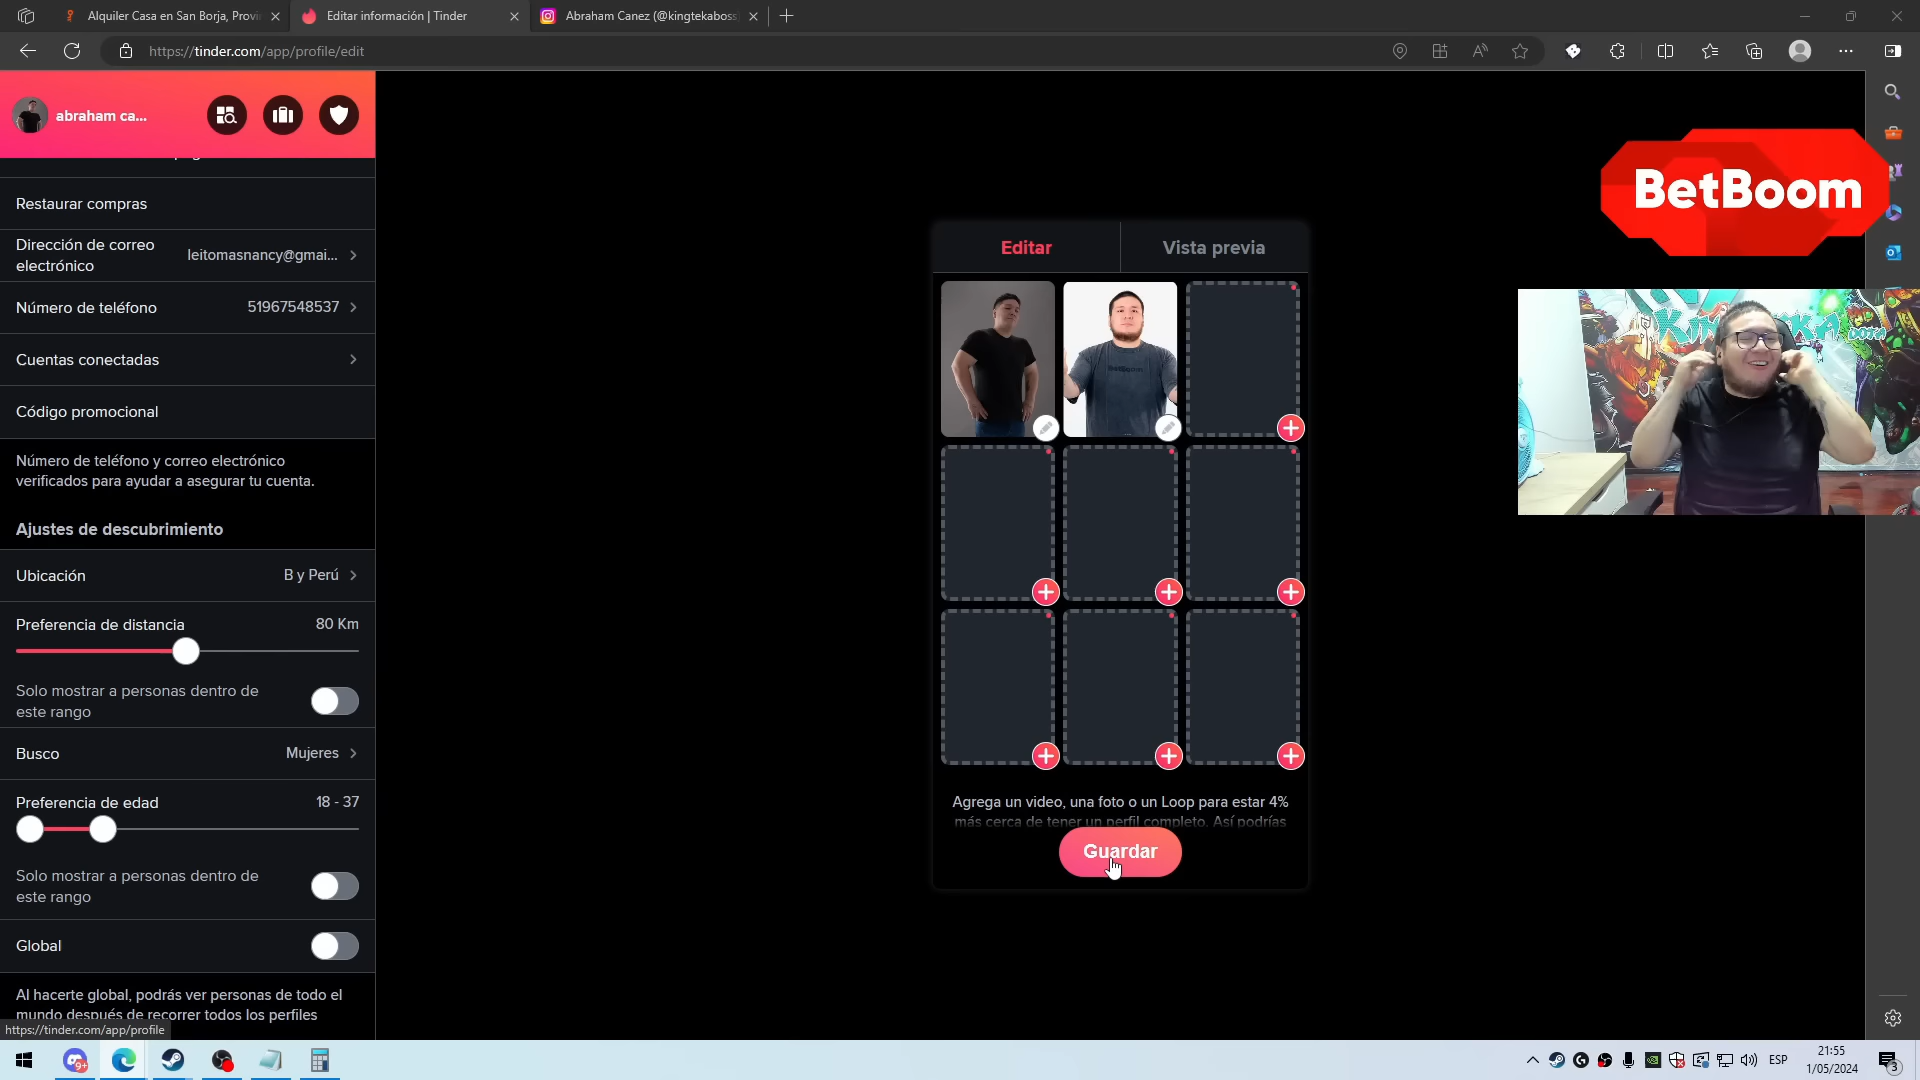 Alquiler Casa en San Borja, Provin
Editar información | Tinder
Abraham Canez (@kingtekaboss
https://tinder.com/app/profile/edit
abraham ca...
Restaurar compras
Dirección de correo
electrónico
leitomasnancy@gmai...
Número de teléfono
51967548537
Cuentas conectadas
Código promocional
Número de teléfono y correo electrónico
verificados para ayudar a asegurar tu cuenta.
Ajustes de descubrimiento
Ubicación
B y Perú
Preferencia de distancia
80 Km
Solo mostrar a personas dentro de
este rango
Busco
Mujeres
Preferencia de edad
18 - 37
Solo mostrar a personas dentro de
este rango
Global
Al hacerte global, podrás ver personas de todo el
mundo después de recorrer todos los perfiles
https://tinder.com/app/profile
Editar
Vista previa
Agrega un video, una foto o un Loop para estar 4%
más cerca de tener un perfil completo. Así podrías
Guardar
BetBoom
9+
ESP
21:55
1/05/2024
3